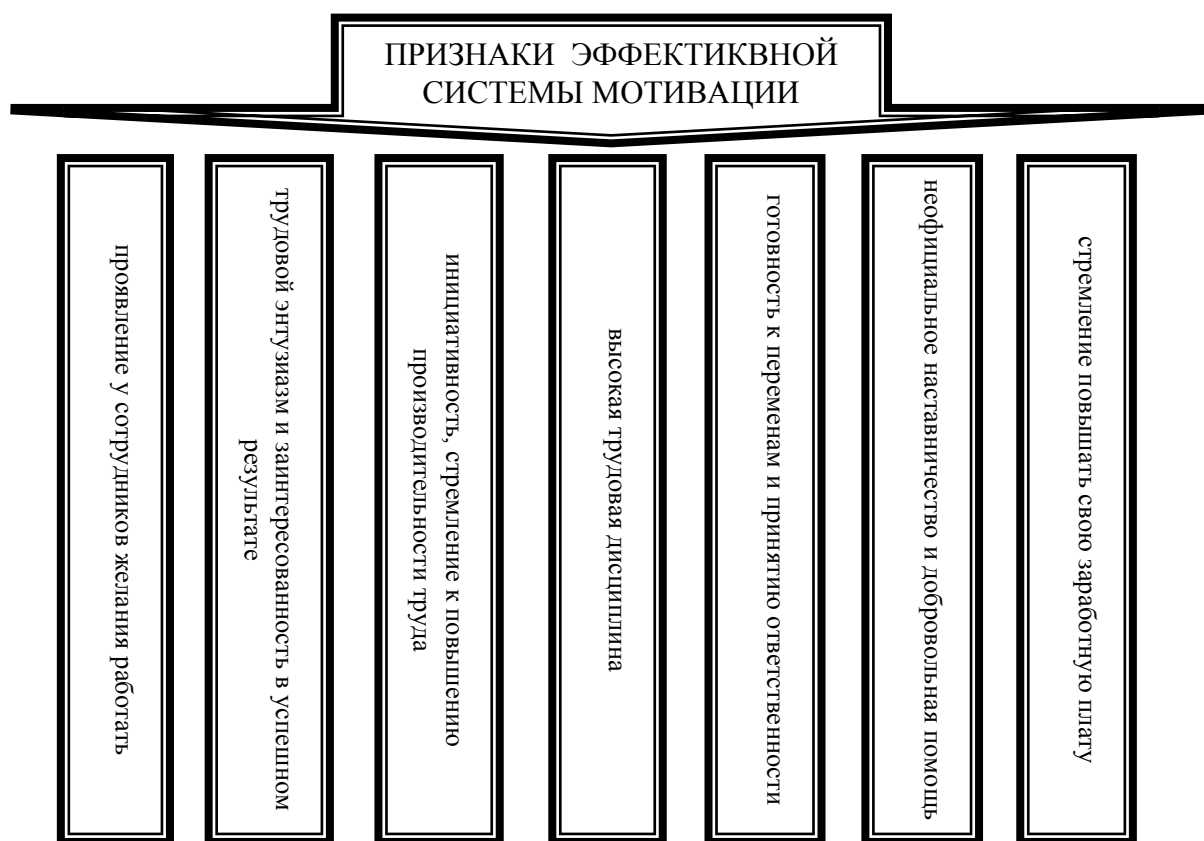 ПРИЗНАКИ ЭФФЕКТИКВНОЙ
СИСТЕМЫ МОТИВАЦИИ
проявление у сотрудников желания работать
трудовой энтузиазм и заинтересованность в успешном
результате
инициативность, стремление к повышению
производительности труда
высокая трудовая дисциплина
готовность к переменам и принятию ответственности
неофициальное наставничество и добровольная помощь
стремление повышать свою заработную плату